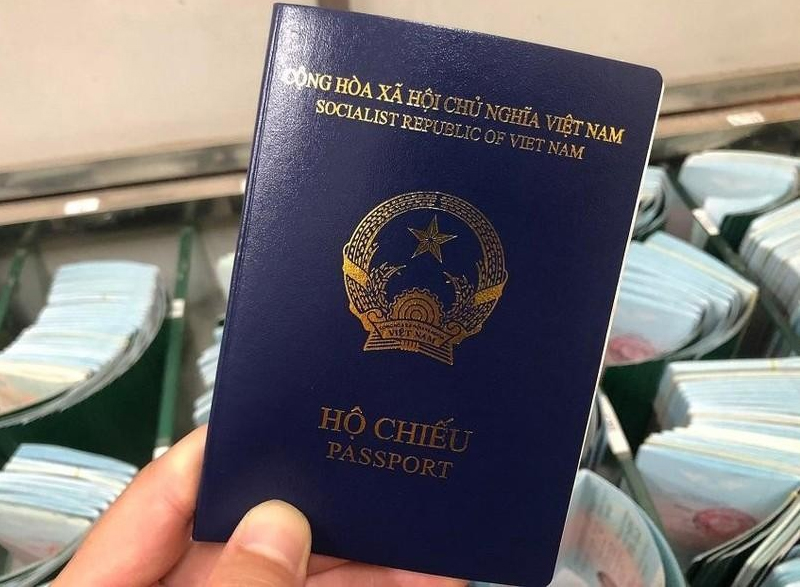 CỘNG HÒA XÃ HỘI CHỦ NGHĨA VIỆT NAM
SOCIALIST REPUBLIC OF VIET NAM
VIỆT NAM
HỘ CHIẾU
PASSPORT